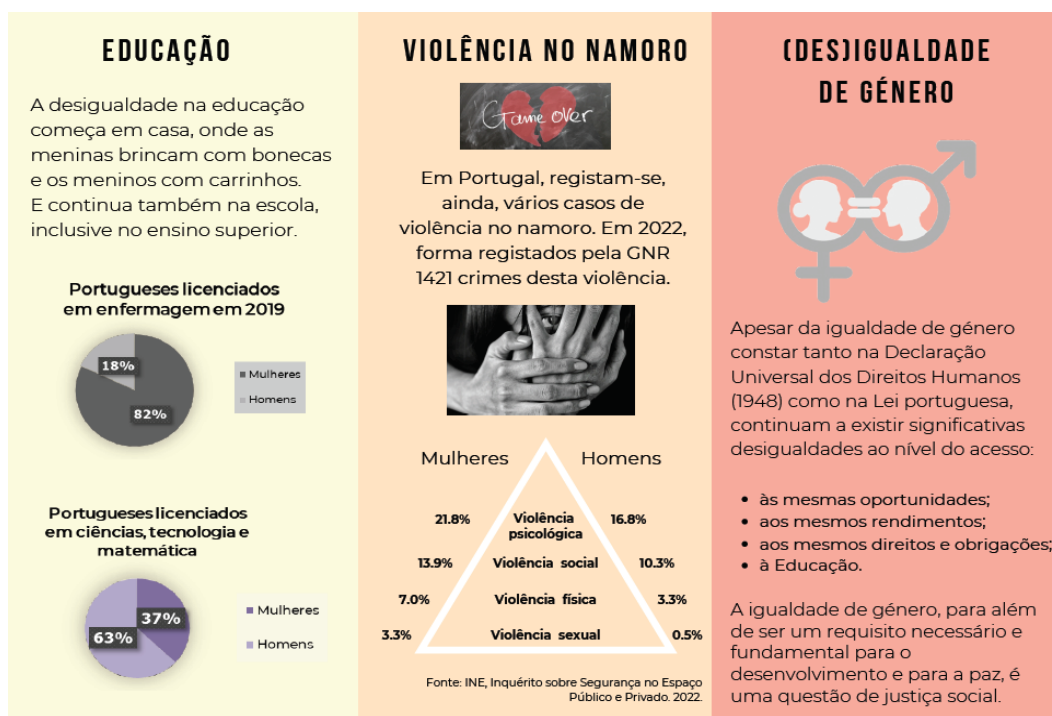 EDUCAÇÃO
A desigualdade na educação
começa em casa, onde as
meninas brincam com bonecas
e os meninos com carrinhos.
E continua também na escola,
inclusive no ensino superior.
Portugueses licenciados
em enfermagem em 2019
18%
82%
Mulheres
Homens
Portugueses licenciados
em ciências, tecnologia e
matemática
37%
63%
Mulheres
Homens
VIOLÊNCIA NO NAMORO
Game over
Em Portugal, registam-se,
ainda, vários casos de
violência no namoro. Em 2022,
forma registados pela GNR
1421 crimes desta violência.
Mulheres Homens
21.8% Violência psicológica 16.8%
13.9% Violência social 10.3%
7.0% Violência física 3.3%
3.3% Violência sexual 0.5%
Fonte: INE, Inquérito sobre Segurança no Espaço
Público e Privado. 2022.
(DES)IGUALDADE
DE GÉNERO
Apesar da igualdade de género
constar tanto na Declaração
Universal dos Direitos Humanos
(1948) como na Lei portuguesa,
continuam a existir significativas
desigualdades ao nível do acesso:
• às mesmas oportunidades;
• aos mesmos rendimentos;
• aos mesmos direitos e obrigações;
• à Educação.
A igualdade de género, para além
de ser um requisito necessário e
fundamental para o
desenvolvimento e para a paz, é
uma questão de justiça social.